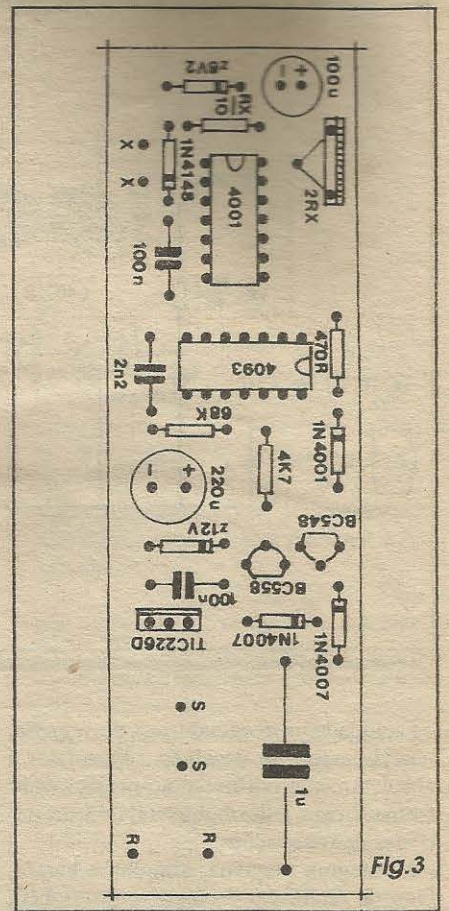 100u
+
-
z6V2
RX
10
2RX
1N4148
X
X
4001
100n
470R
4093
2n2
68K
1N4001
4K7
+
-
220u
BC548
z12V
BC558
100n
TIC226D
1N4007
1N4007
S
S
1u
R
R
Fig.3